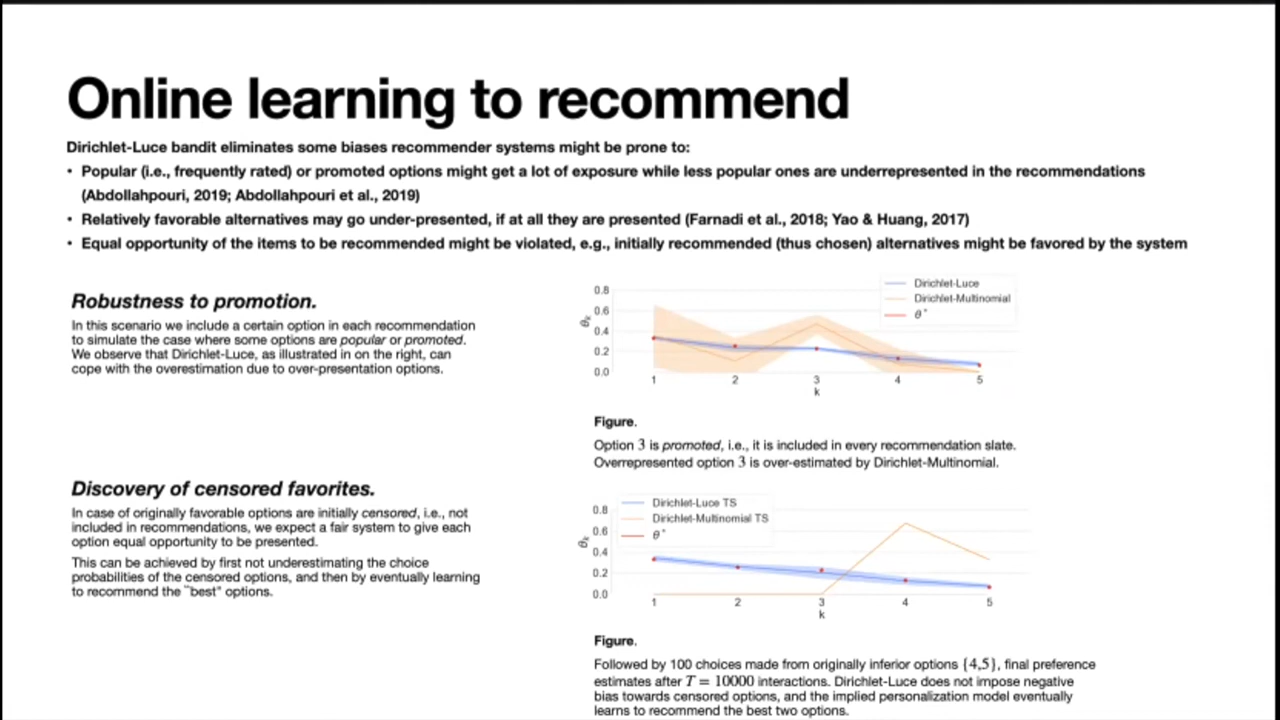 Online learning to recommend
Dirichlet-Luce bandit eliminates some biases recommender systems might be prone to:
• Popular (i.e., frequently rated) or promoted options might get a lot of exposure while less popular ones are underrepresented in the recommendations
(Abdollahpouri, 2019; Abdollahpouri et al., 2019)
• Relatively favorable alternatives may go under-presented, if at all they are presented (Farnadi et al., 2018; Yao & Huang, 2017)
• Equal opportunity of the items to be recommended might be violated, e.g., initially recommended (thus chosen) alternatives might be favored by the system
Robustness to promotion.
In this scenario we include a certain option in each recommendation
to simulate the case where some options are popular or promoted.
We observe that Dirichlet-Luce, as illustrated in on the right, can
cope with the overestimation due to over-presentation options.
Dirichlet-Luce
Dirichlet-Multinomial
θ*
0.8
0.6
0.4
0.2
0.0
θk
1 2 3 4 5
k
Figure.
Option 3 is promoted, i.e., it is included in every recommendation slate.
Overrepresented option 3 is over-estimated by Dirichlet-Multinomial.
Discovery of censored favorites.
In case of originally favorable options are initially censored, i.e., not
included in recommendations, we expect a fair system to give each
option equal opportunity to be presented.
This can be achieved by first not underestimating the choice
probabilities of the censored options, and then by eventually learning
to recommend the ``best" options.
Dirichlet-Luce TS
Dirichlet-Multinomial TS
θ*
0.8
0.6
0.4
0.2
0.0
θk
1 2 3 4 5
k
Figure.
Followed by 100 choices made from originally inferior options {4,5}, final preference
estimates after T = 10000 interactions. Dirichlet-Luce does not impose negative
bias towards censored options, and the implied personalization model eventually
learns to recommend the best two options.